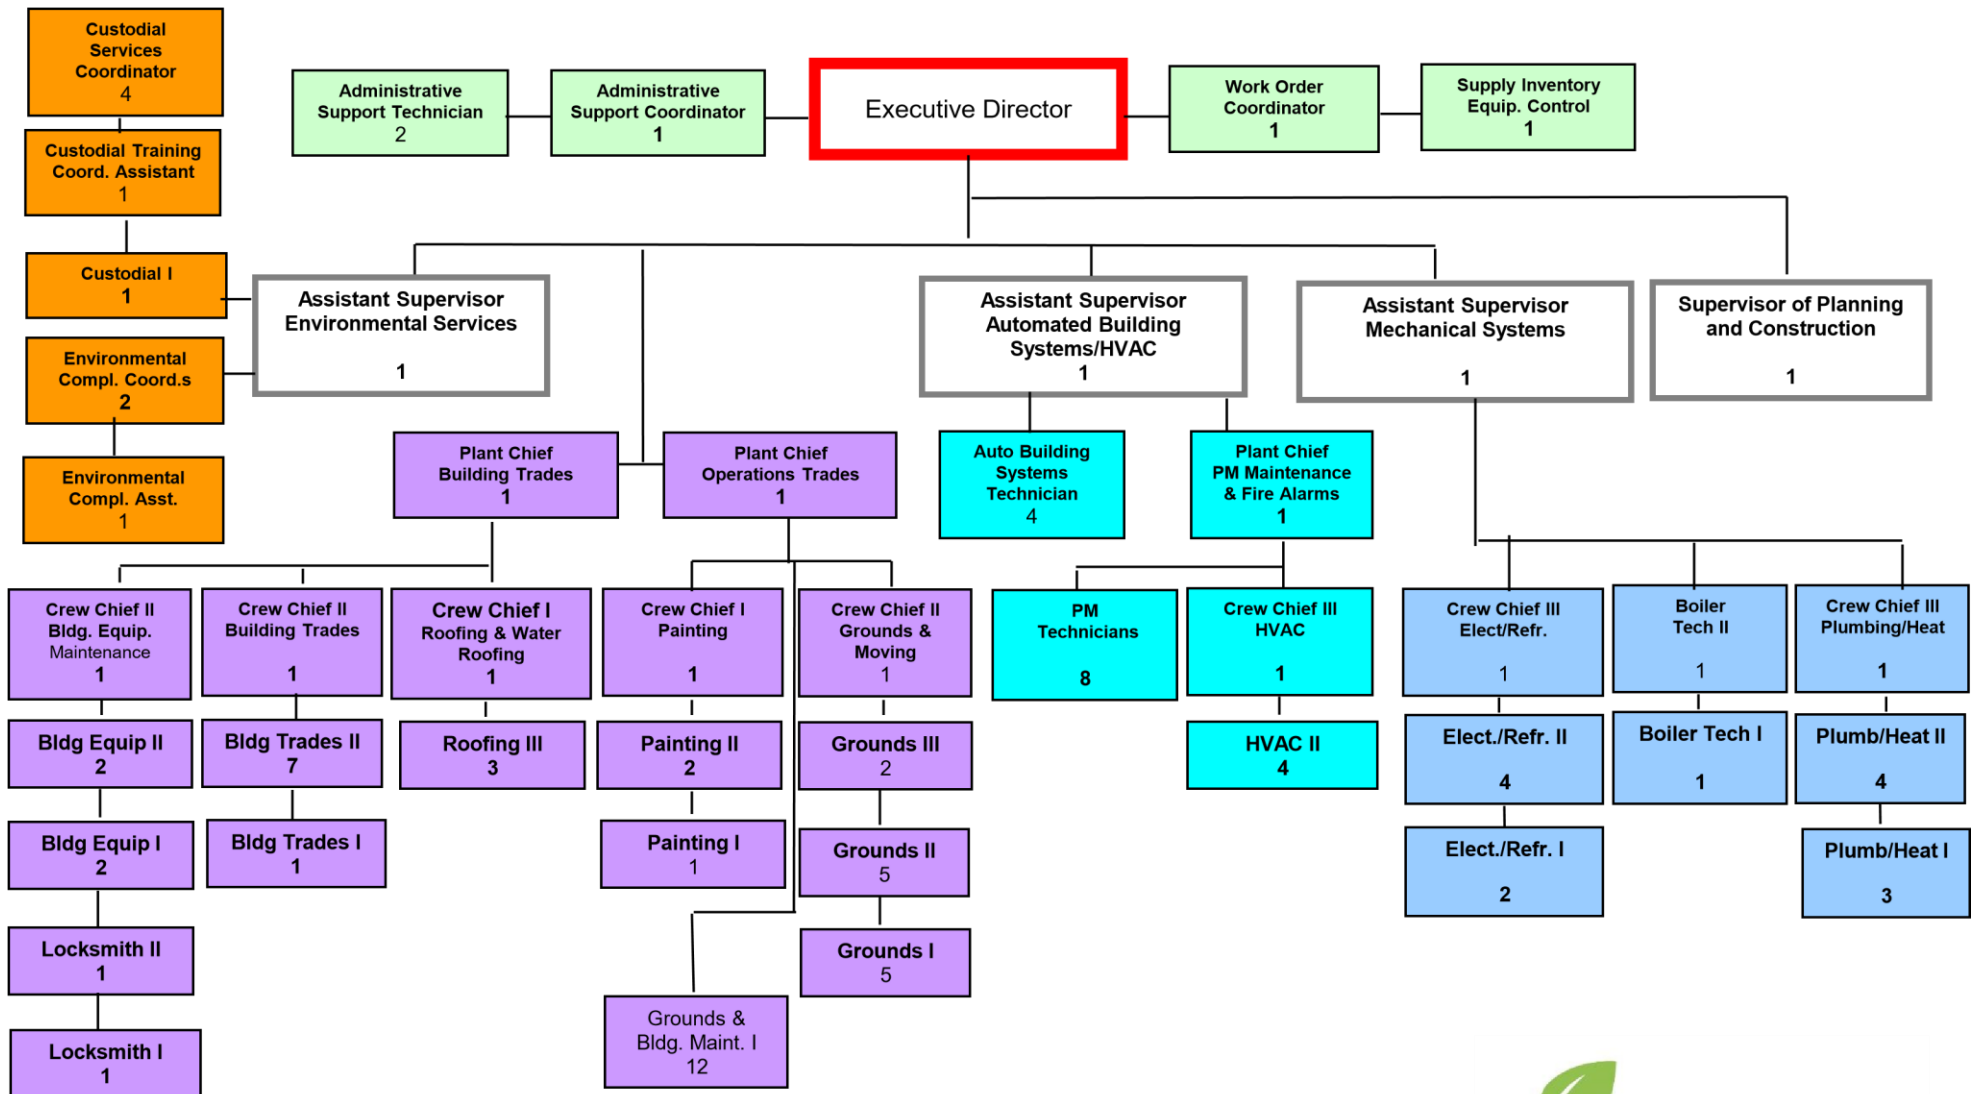 Custodial
Services
Coordinator
4
Administrative
Support Technician
2
Administrative
Support Coordinator
1
Executive Director
Work Order
Coordinator
1
Supply Inventory
Equip. Control
1
Custodial Training
Coord. Assistant
1
Custodial I
1
Environmental
Compl. Coord.s
2
Environmental
Compl. Asst.
1
Assistant Supervisor
Environmental Services
1
Assistant Supervisor
Automated Building
Systems/HVAC
1
Assistant Supervisor
Mechanical Systems
1
Supervisor of Planning
and Construction
1
Plant Chief
Building Trades
1
Plant Chief
Operations Trades
1
Auto Building
Systems
Technician
4
Plant Chief
PM Maintenance
& Fire Alarms
1
Crew Chief II
Bldg. Equip.
Maintenance
1
Crew Chief II
Building Trades
1
Crew Chief I
Roofing & Water
Roofing
1
Crew Chief I
Painting
1
Crew Chief II
Grounds &
Moving
1
PM
Technicians
8
Crew Chief III
HVAC
1
Crew Chief III
Elect/Refr.
1
Boiler
Tech II
1
Crew Chief III
Plumbing/Heat
1
Bldg Equip II
2
Bldg Trades II
7
Roofing III
3
Painting II
2
Grounds III
2
HVAC II
4
Elect./Refr. II
4
Boiler Tech I
1
Plumb/Heat II
4
Bldg Equip I
2
Bldg Trades I
1
Painting I
1
Grounds II
5
Elect./Refr. I
2
Plumb/Heat I
3
Locksmith II
1
Grounds I
5
Locksmith I
1
Grounds &
Bldg. Maint. I
12